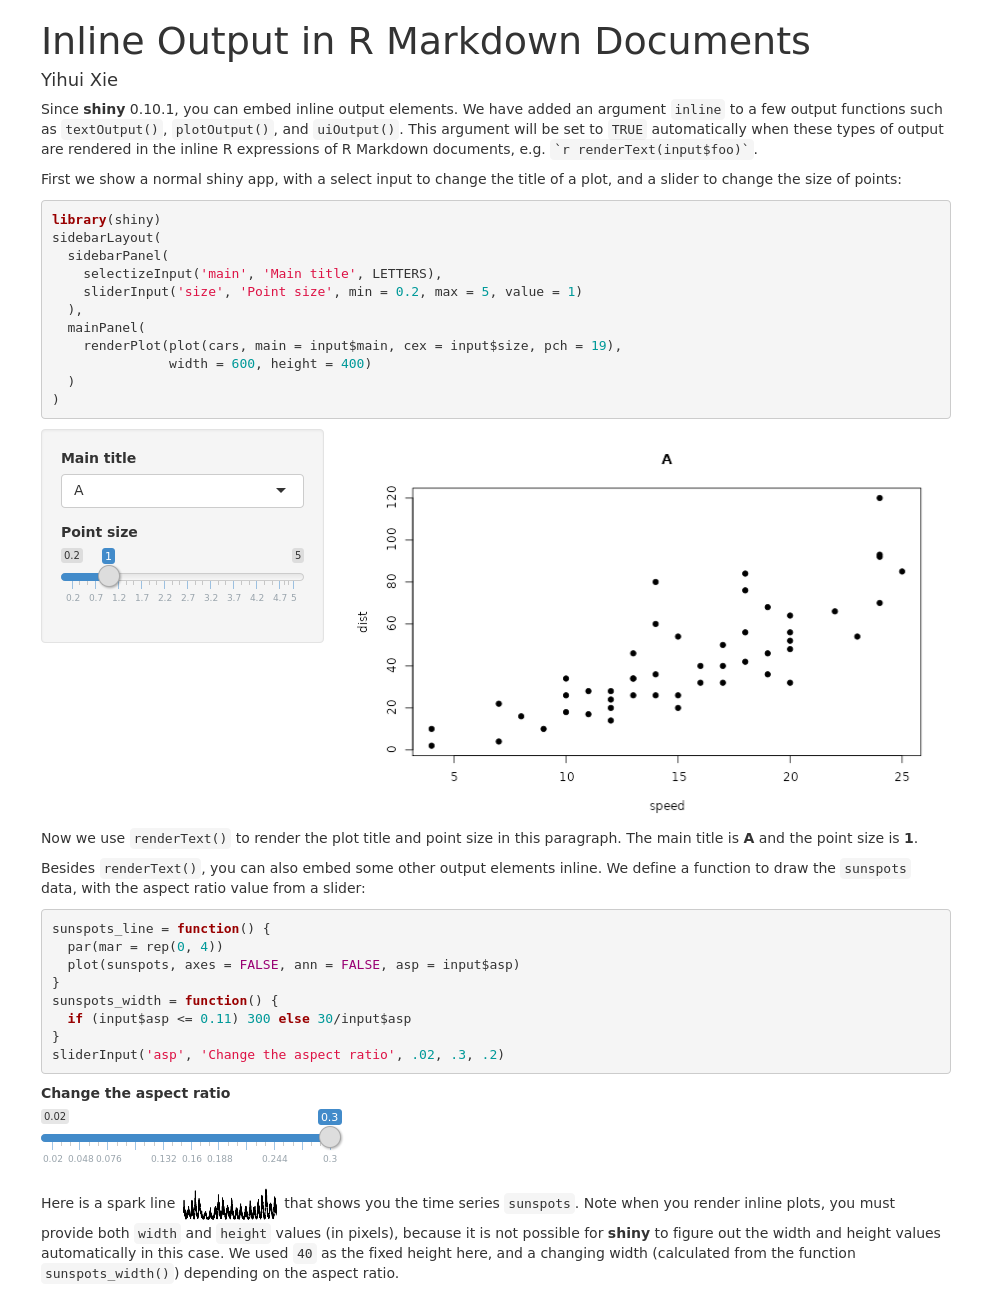 Inline Output in R Markdown Documents
Yihui Xie
Since shiny 0.10.1, you can embed inline output elements. We have added an argument inline to a few output functions such
as textOutput(), plotOutput(), and uiOutput(). This argument will be set to TRUE automatically when these types of output
are rendered in the inline R expressions of R Markdown documents, e.g. `r renderText(input$foo)`.
First we show a normal shiny app, with a select input to change the title of a plot, and a slider to change the size of points:
library(shiny)
sidebarLayout(
  sidebarPanel(
    selectizeInput('main', 'Main title', LETTERS),
    sliderInput('size', 'Point size', min = 0.2, max = 5, value = 1)
  ),
  mainPanel(
    renderPlot(plot(cars, main = input$main, cex = input$size, pch = 19),
               width = 600, height = 400)
  )
)
Main title
A
Point size
0.2 1 5
0.2 0.7 1.2 1.7 2.2 2.7 3.2 3.7 4.2 4.7 5
A
dist
0 20 40 60 80 100 120
5 10 15 20 25
speed
Now we use renderText() to render the plot title and point size in this paragraph. The main title is A and the point size is 1.
Besides renderText(), you can also embed some other output elements inline. We define a function to draw the sunspots
data, with the aspect ratio value from a slider:
sunspots_line = function() {
  par(mar = rep(0, 4))
  plot(sunspots, axes = FALSE, ann = FALSE, asp = input$asp)
}
sunspots_width = function() {
  if (input$asp <= 0.11) 300 else 30/input$asp
}
sliderInput('asp', 'Change the aspect ratio', .02, .3, .2)
Change the aspect ratio
0.02 0.3
0.02 0.048 0.076 0.132 0.16 0.188 0.244 0.3
Here is a spark line that shows you the time series sunspots. Note when you render inline plots, you must
provide both width and height values (in pixels), because it is not possible for shiny to figure out the width and height values
automatically in this case. We used 40 as the fixed height here, and a changing width (calculated from the function
sunspots_width()) depending on the aspect ratio.